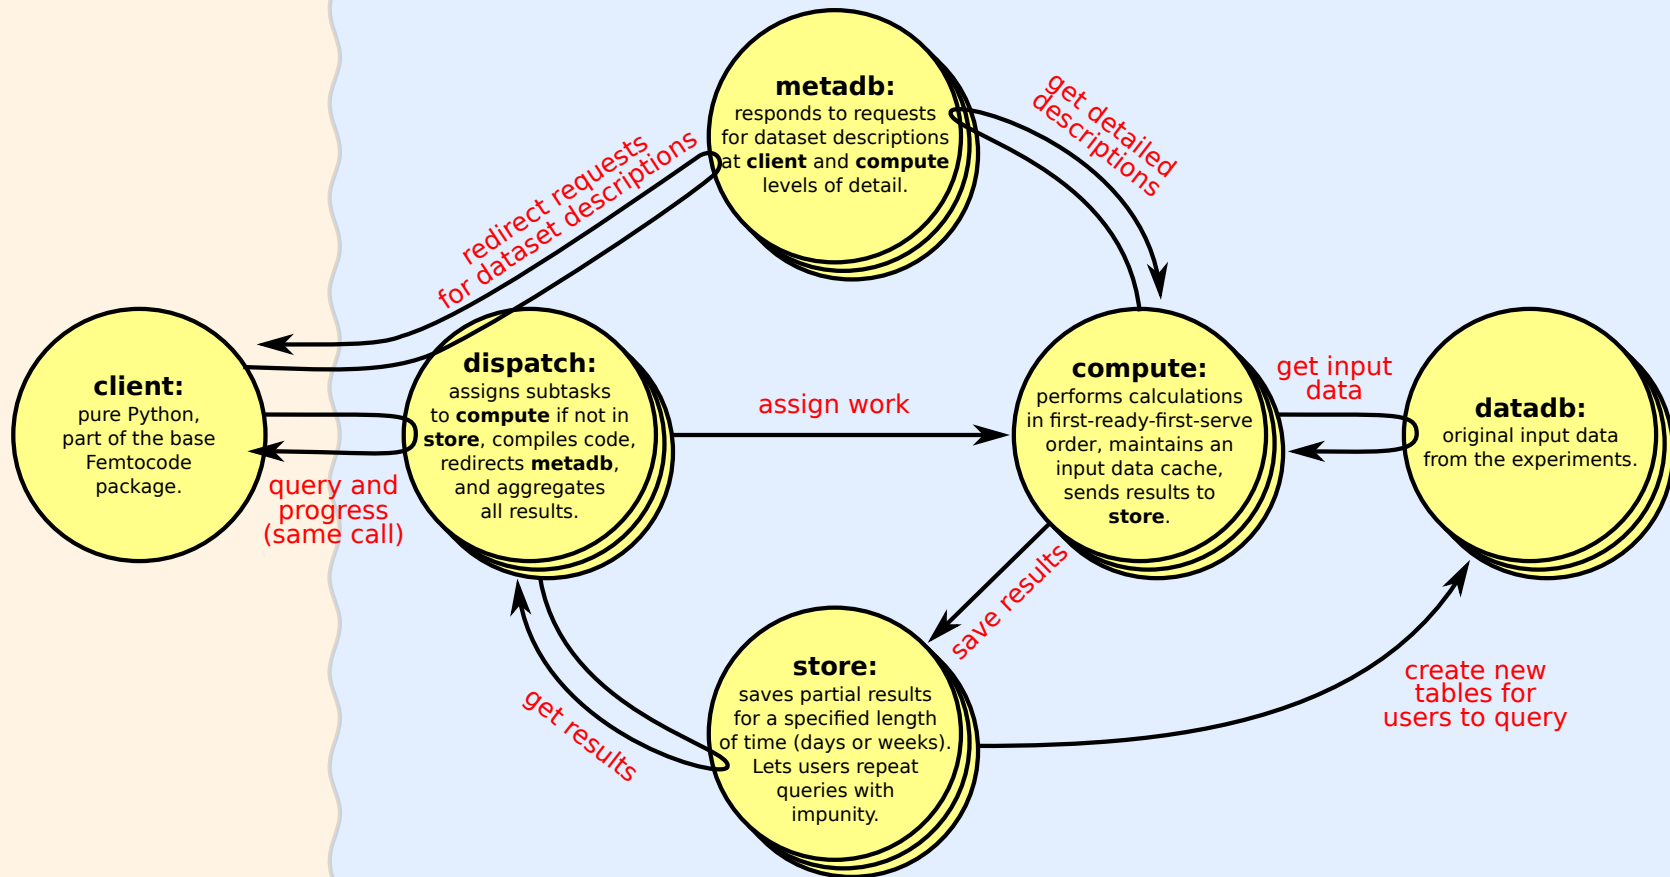 metadb:
responds to requests
for dataset descriptions
at client and compute
levels of detail.
get detailed
descriptions
redirect requests
for dataset descriptions
client:
pure Python,
part of the base
Femtocode
package.
dispatch:
assigns subtasks
to compute if not in
store, compiles code,
redirects metadb,
and aggregates
all results.
assign work
compute:
performs calculations
in first-ready-first-serve
order, maintains an
input data cache,
sends results to
store.
get input
data
datadb:
original input data
from the experiments.
query and
progress
(same call)
save results
get results
store:
saves partial results
for a specified length
of time (days or weeks).
Lets users repeat
queries with
impunity.
create new
tables for
users to query